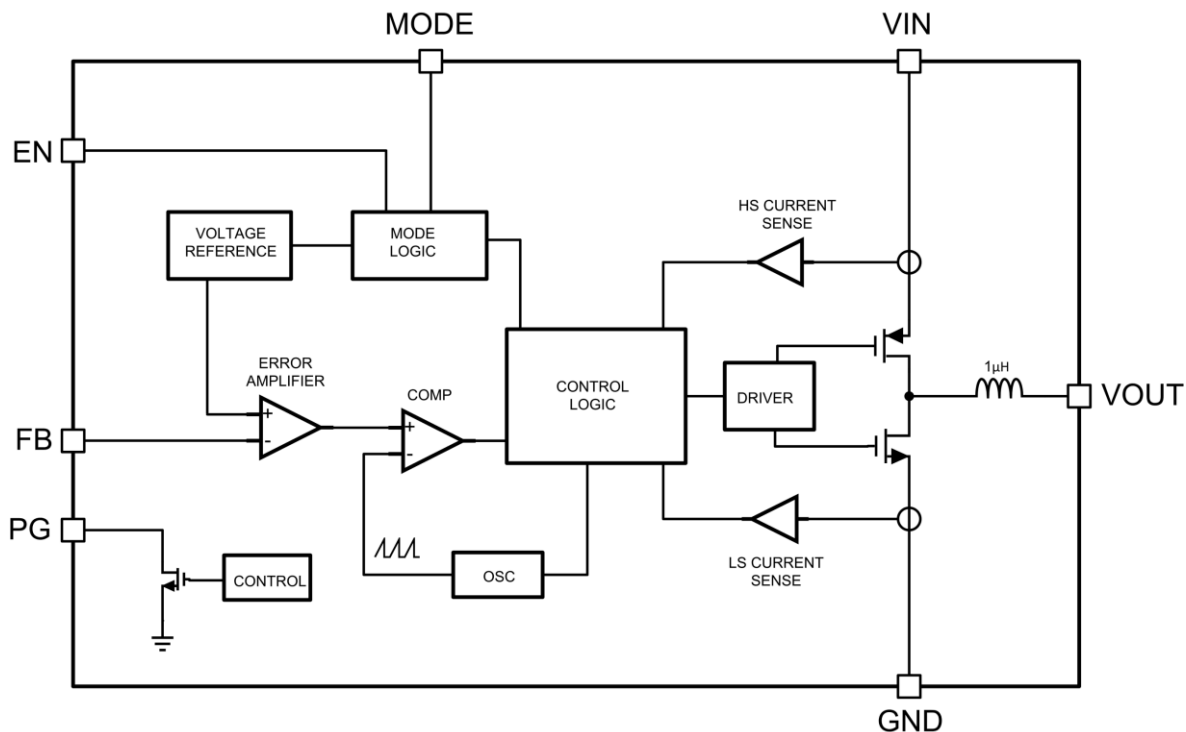 MODE
VIN
EN
HS CURRENT
SENSE
VOLTAGE
REFERENCE
MODE
LOGIC
ERROR
AMPLIFIER
COMP
CONTROL
LOGIC
DRIVER
1µH
VOUT
+
-
+
-
FB
PG
CONTROL
OSC
LS CURRENT
SENSE
GND